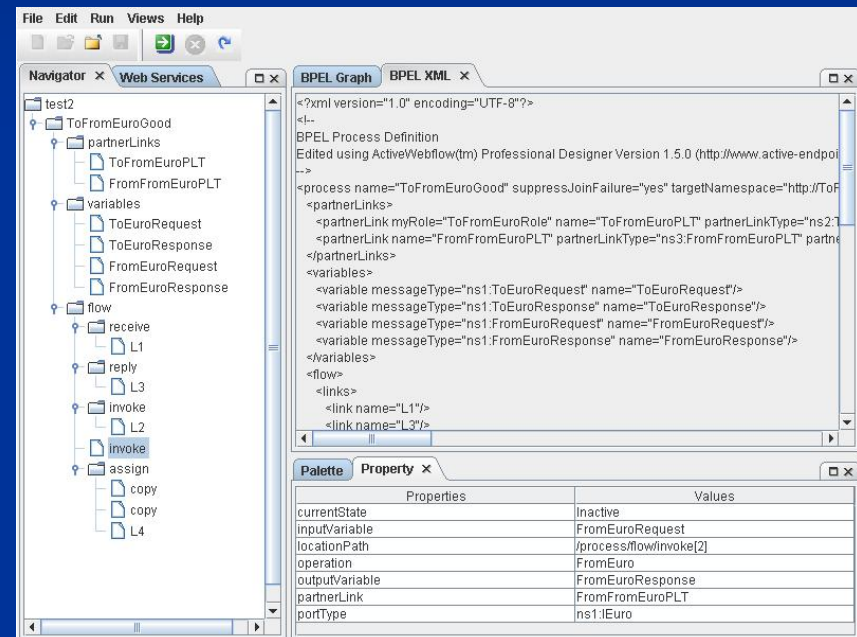 File Edit Run Views Help
Navigator × Web Services
test2
ToFromEuroGood
partnerLinks
ToFromEuroPLT
FromFromEuroPLT
variables
ToEuroRequest
ToEuroResponse
FromEuroRequest
FromEuroResponse
flow
receive
L1
reply
L3
invoke
L2
invoke
assign
copy
copy
L4
BPEL Graph BPEL XML ×
<?xml version="1.0" encoding="UTF-8"?>
<!--
BPEL Process Definition
Edited using ActiveWebflow(tm) Professional Designer Version 1.5.0 (http://www.active-endpoi
-->
<process name="ToFromEuroGood" suppressJoinFailure="yes" targetNamespace="http://ToF
<partnerLinks>
<partnerLink myRole="ToFromEuroRole" name="ToFromEuroPLT" partnerLinkType="ns2:T
<partnerLink name="FromFromEuroPLT" partnerLinkType="ns3:FromFromEuroPLT" partne
</partnerLinks>
<variables>
<variable messageType="ns1:ToEuroRequest" name="ToEuroRequest"/>
<variable messageType="ns1:ToEuroResponse" name="ToEuroResponse"/>
<variable messageType="ns1:FromEuroRequest" name="FromEuroRequest"/>
<variable messageType="ns1:FromEuroResponse" name="FromEuroResponse"/>
</variables>
<flow>
<links>
<link name="L1"/>
<link name="L3"/>
Palette Property ×
Properties Values
currentState Inactive
inputVariable FromEuroRequest
locationPath /process/flow/invoke[2]
operation FromEuro
outputVariable FromEuroResponse
partnerLink FromFromEuroPLT
portType ns1:IEuro